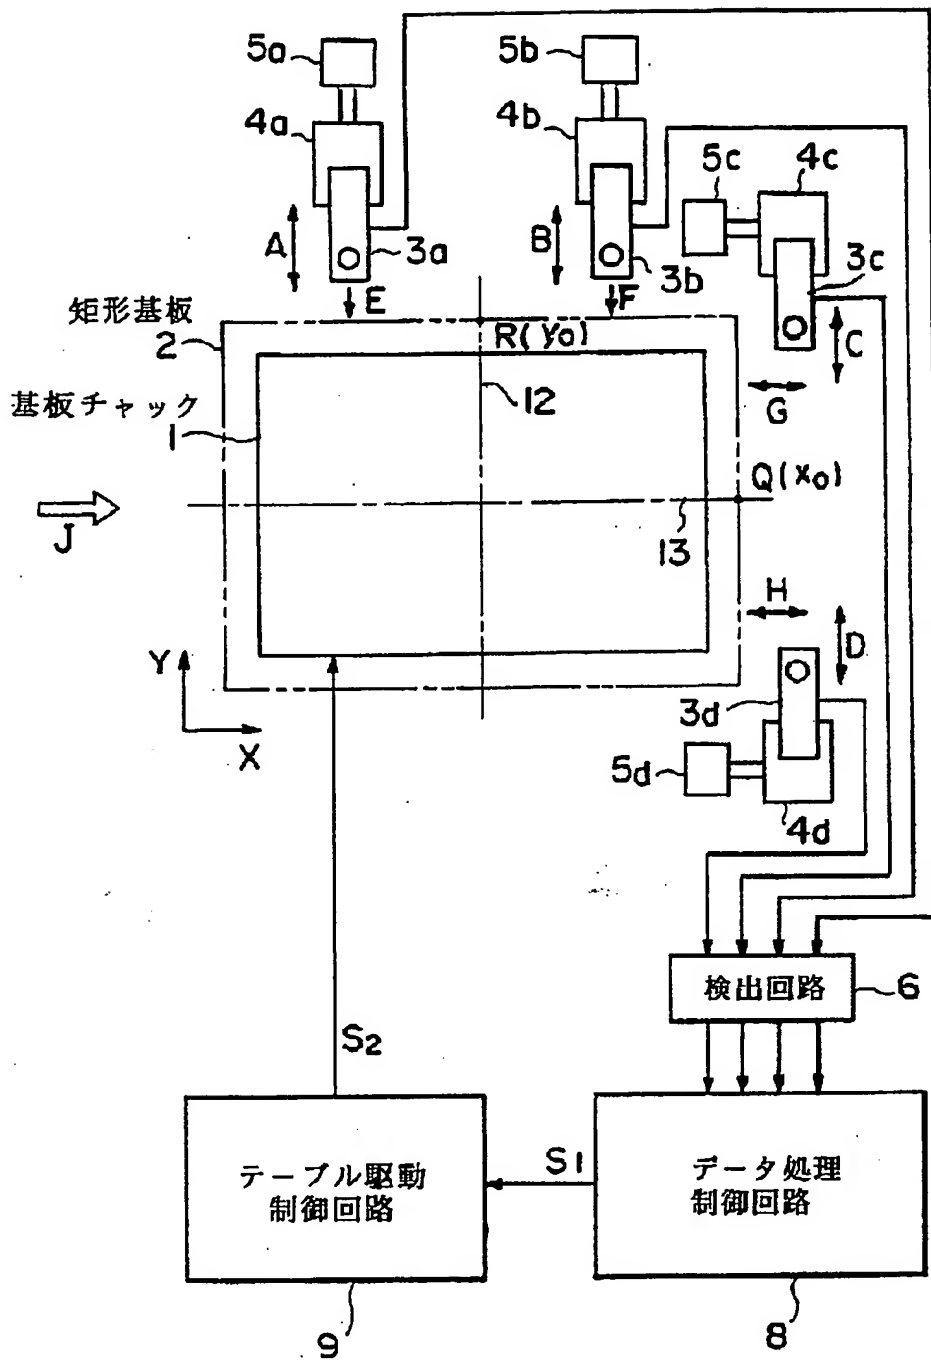 5a
5b
4a
4b
5c
4c
A
3a
B
3b
3c
E
F
C
矩形基板
2
R(y0)
12
G
基板チャック
1
Q(x0)
J
13
H
D
Y
X
3d
5d
4d
検出回路
6
S2
テーブル駆動
制御回路
S1
データ処理
制御回路
9
8